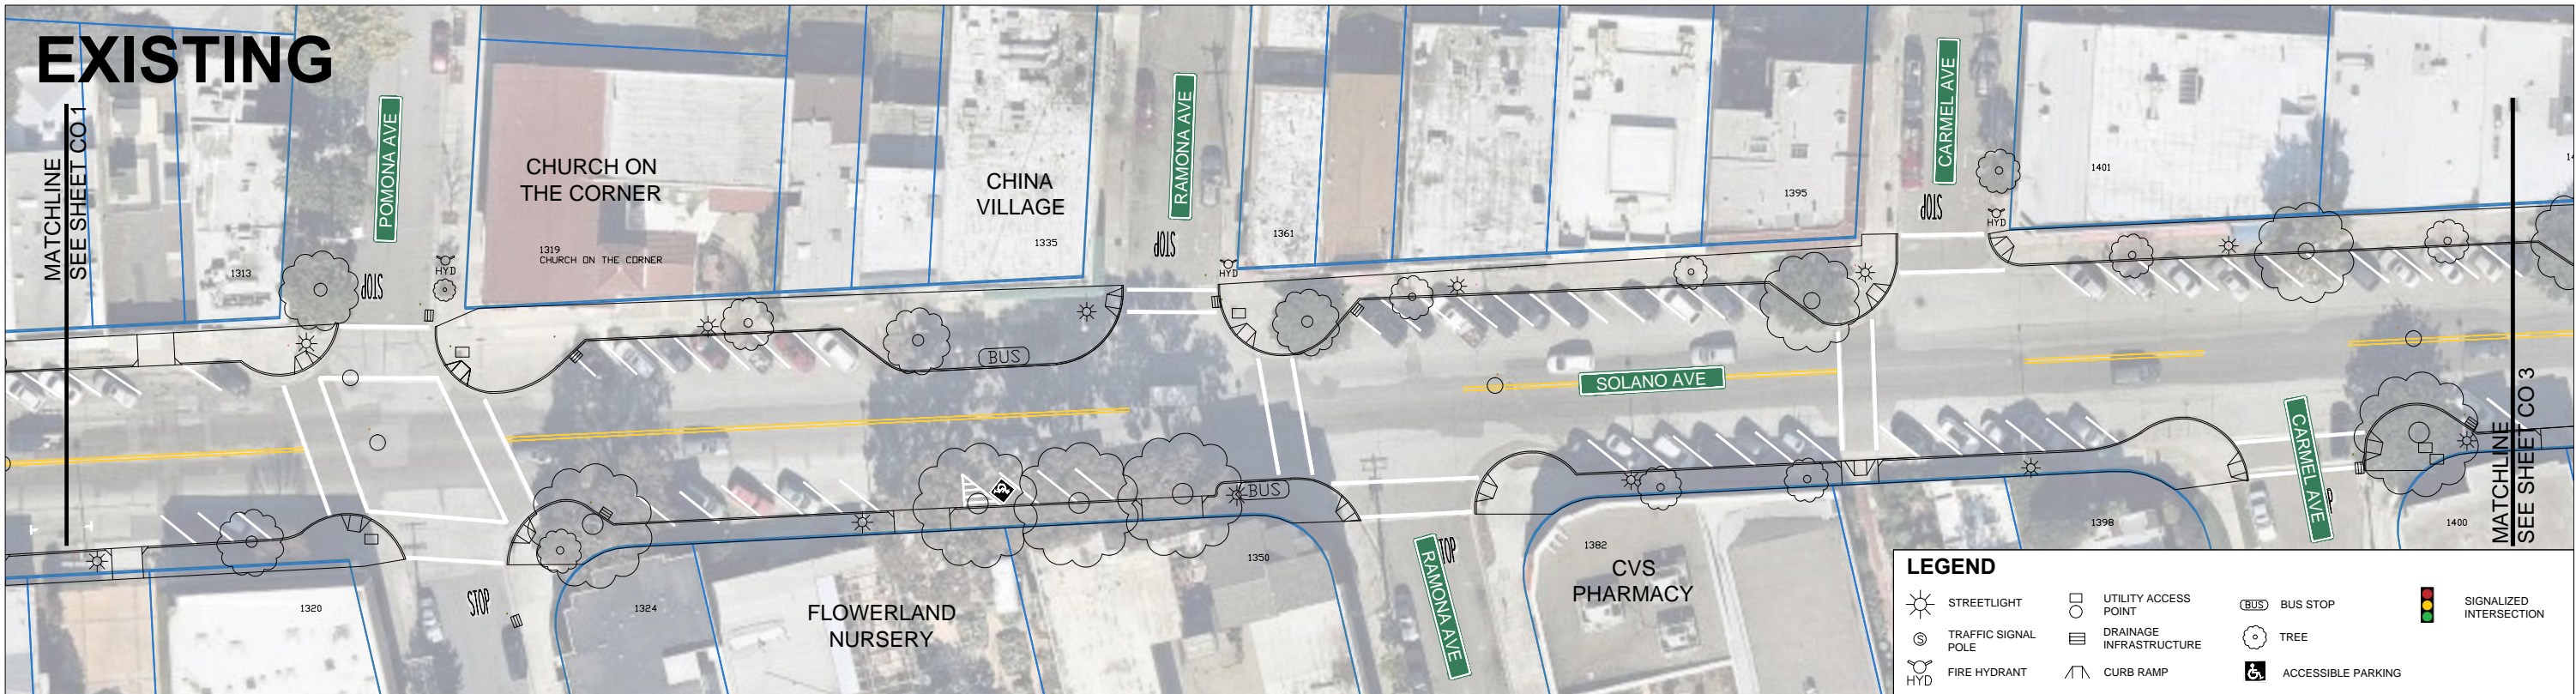 EXISTING
MATCHLINE
SEE SHEET CO 1
POMONA AVE
CHURCH ON
THE CORNER
1319
CHURCH ON THE CORNER
1313
STOP
HYD
CHINA
VILLAGE
1335
RAMONA AVE
STOP
HYD
1361
1395
CARMEL AVE
STOP
HYD
1401
14
BUS
SOLANO AVE
BUS
1320
STOP
1324
FLOWERLAND
NURSERY
1350
RAMONA AVE
TOP
1382
CVS
PHARMACY
1398
CARMEL AVE
1400
MATCHLINE
SEE SHEET CO 3
LEGEND
STREETLIGHT
TRAFFIC SIGNAL
POLE
S
HYD
FIRE HYDRANT
UTILITY ACCESS
POINT
DRAINAGE
INFRASTRUCTURE
CURB RAMP
BUS
BUS STOP
TREE
ACCESSIBLE PARKING
SIGNALIZED
INTERSECTION